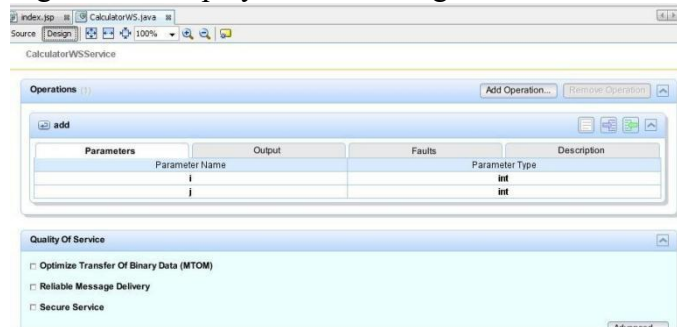 index.jsp CalculatorWS.java
Source Design 100%
CalculatorWSService
Operations (1) Add Operation... Remove Operation
add
Parameters Output Faults Description
Parameter Name Parameter Type
i int
j int
Quality Of Service
Optimize Transfer Of Binary Data (MTOM)
Reliable Message Delivery
Secure Service